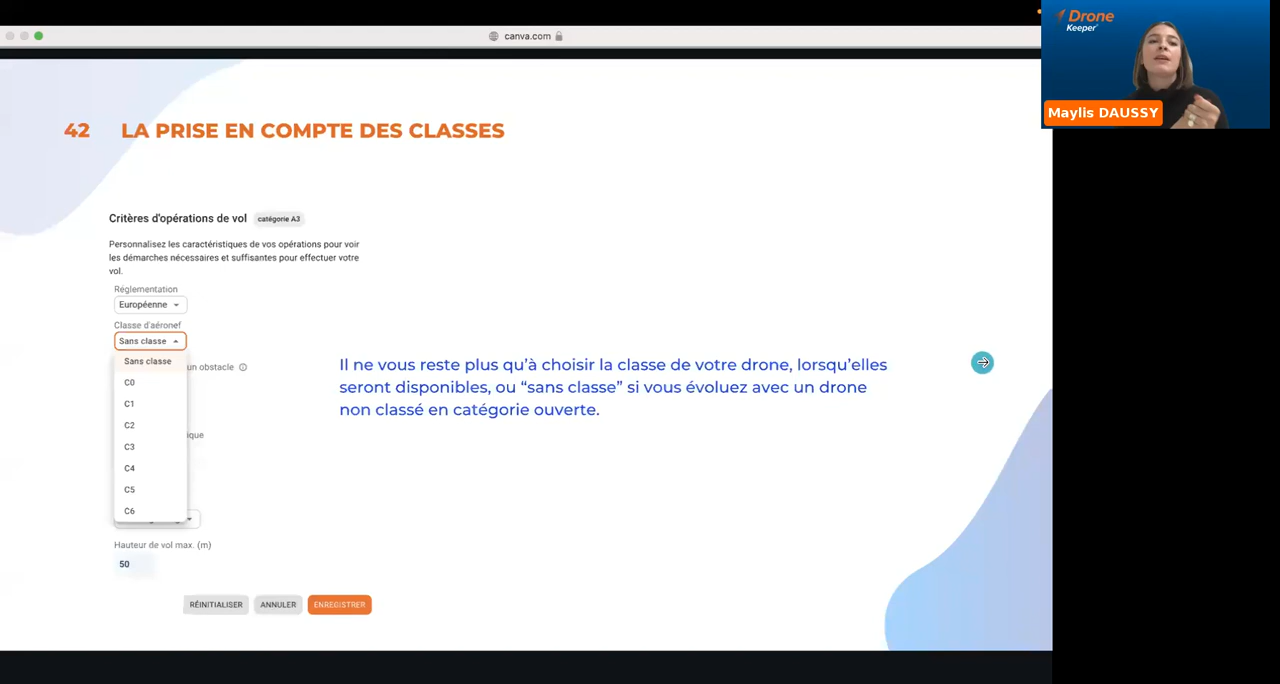 canva.com
Drone
Keeper
Maylis DAUSSY
42 LA PRISE EN COMPTE DES CLASSES
Critères d'opérations de vol catégorie A3
Personnalisez les caractéristiques de vos opérations pour voir
les démarches nécessaires et suffisantes pour effectuer votre
vol.
Réglementation
Européenne
Classe d'aéronef
Sans classe
Sans classe
un obstacle
C0
C1
C2
ique
C3
C4
C5
C6
Hauteur de vol max. (m)
50
RÉINITIALISER ANNULER ENREGISTRER
Il ne vous reste plus qu'à choisir la classe de votre drone, lorsqu'elles
seront disponibles, ou “sans classe” si vous évoluez avec un drone
non classé en catégorie ouverte.